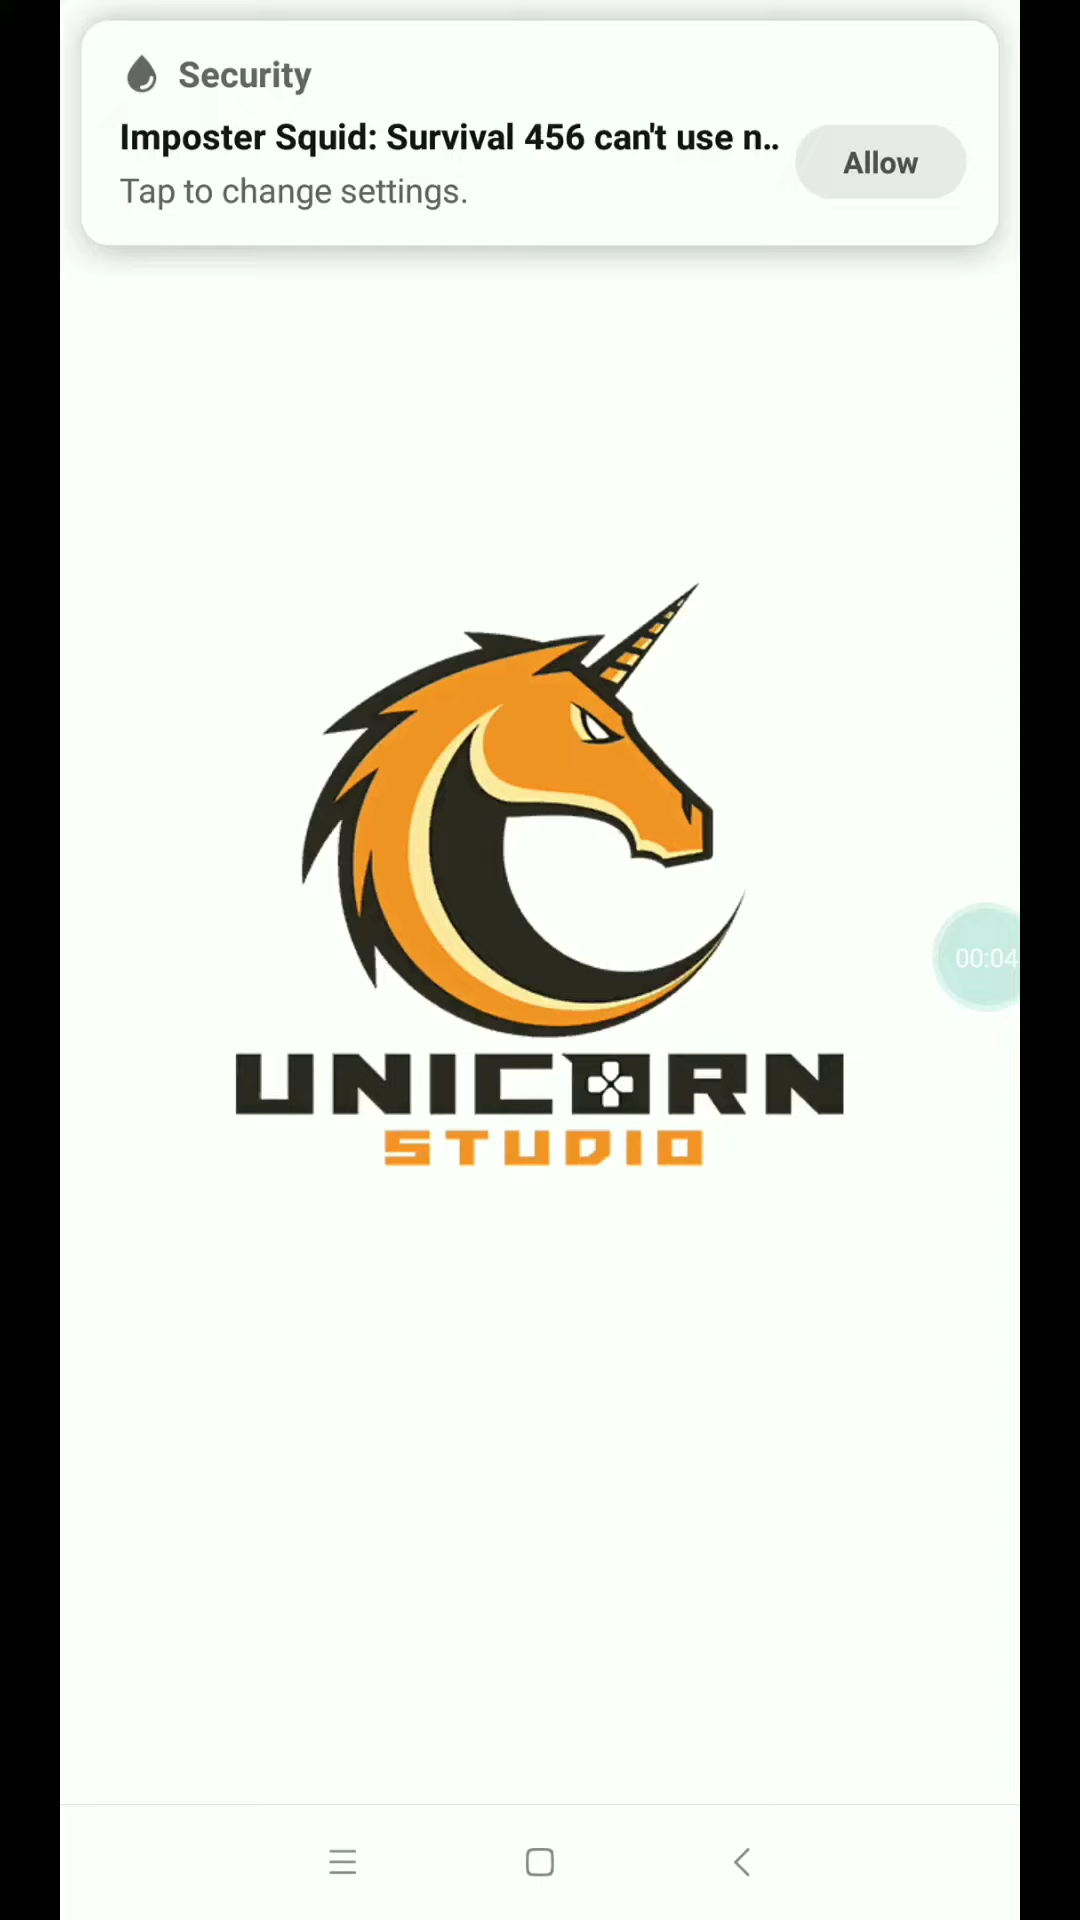 Security
Imposter Squid: Survival 456 can't use n..
Tap to change settings.
Allow
00:04
UNICORN
STUDIO